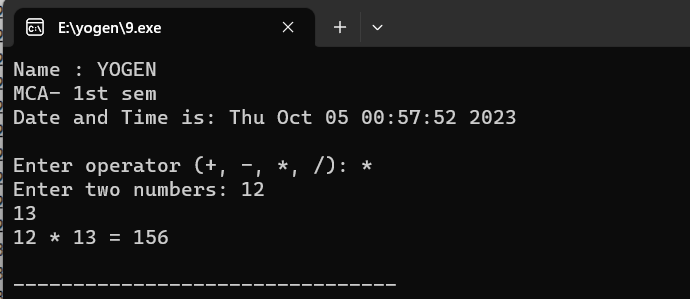 E:\yogen\9.exe
Name : YOGEN
MCA- 1st sem
Date and Time is: Thu Oct 05 00:57:52 2023
Enter operator (+, -, *, /): *
Enter two numbers: 12
13
12 * 13 = 156
--------------------------------